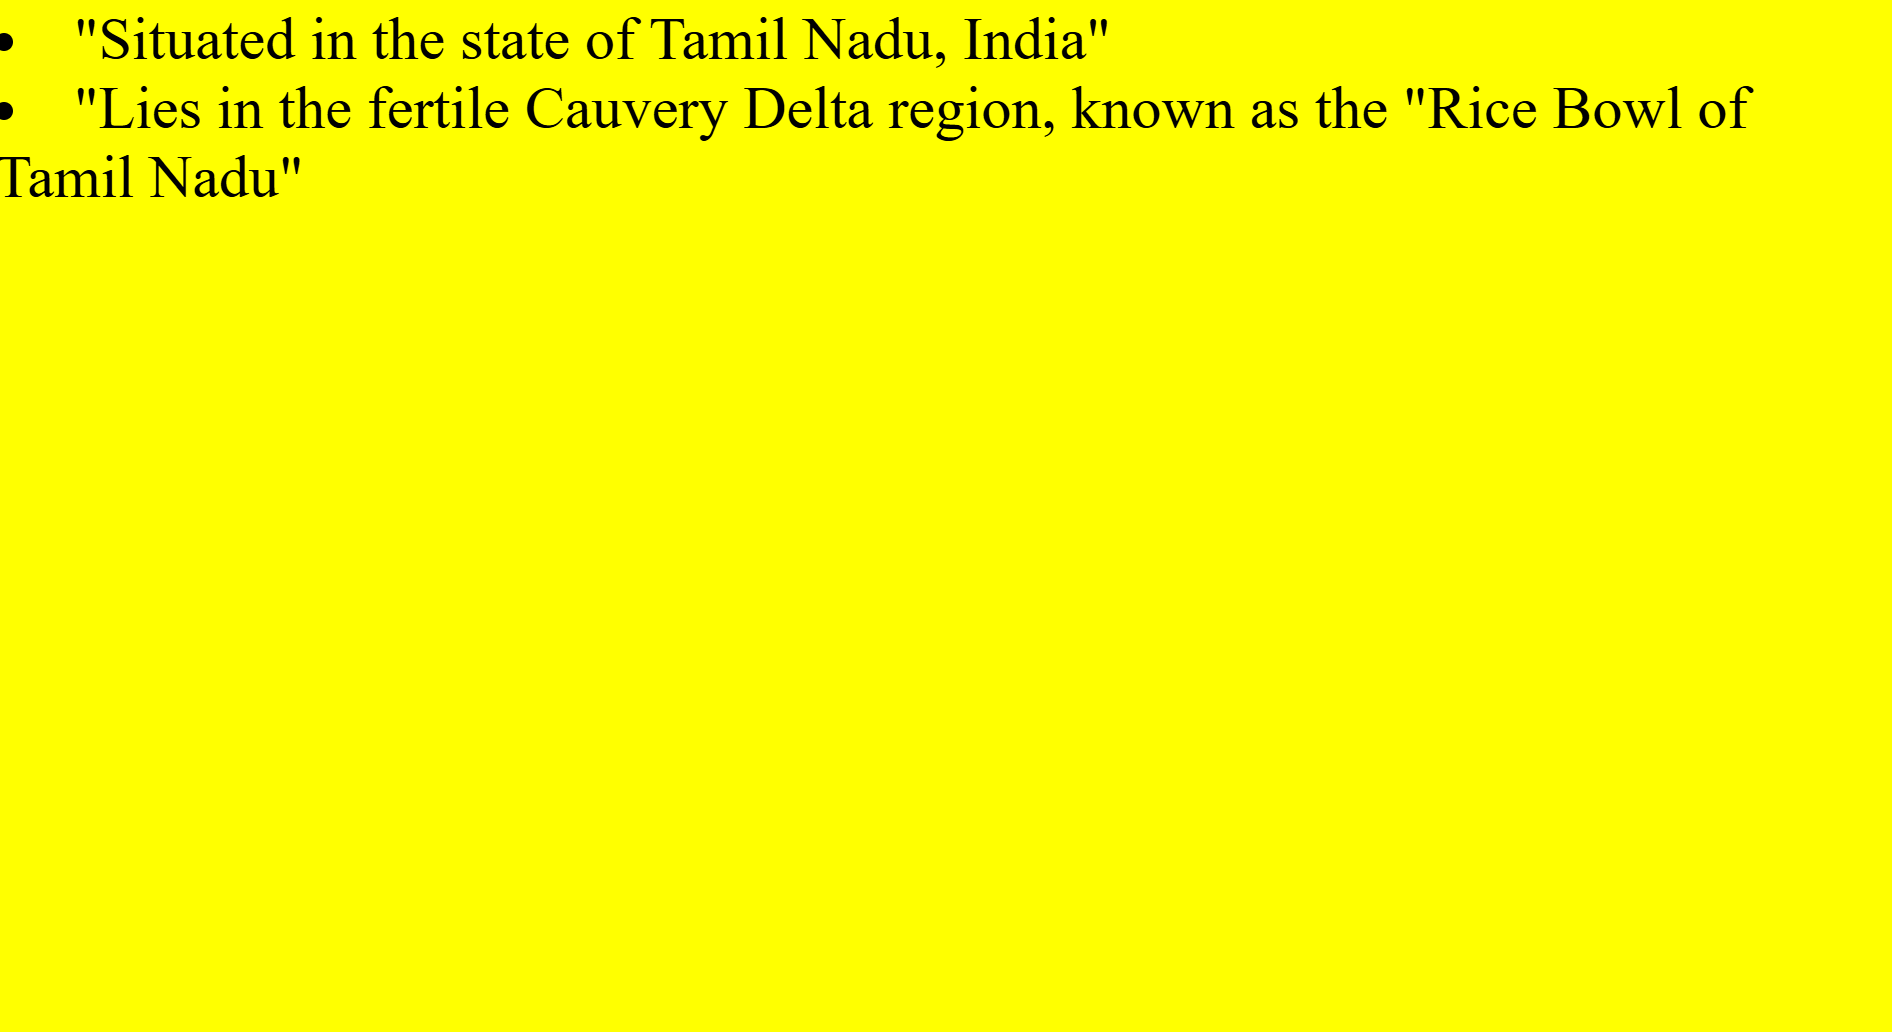 • "Situated in the state of Tamil Nadu, India"
• "Lies in the fertile Cauvery Delta region, known as the "Rice Bowl of
Tamil Nadu"